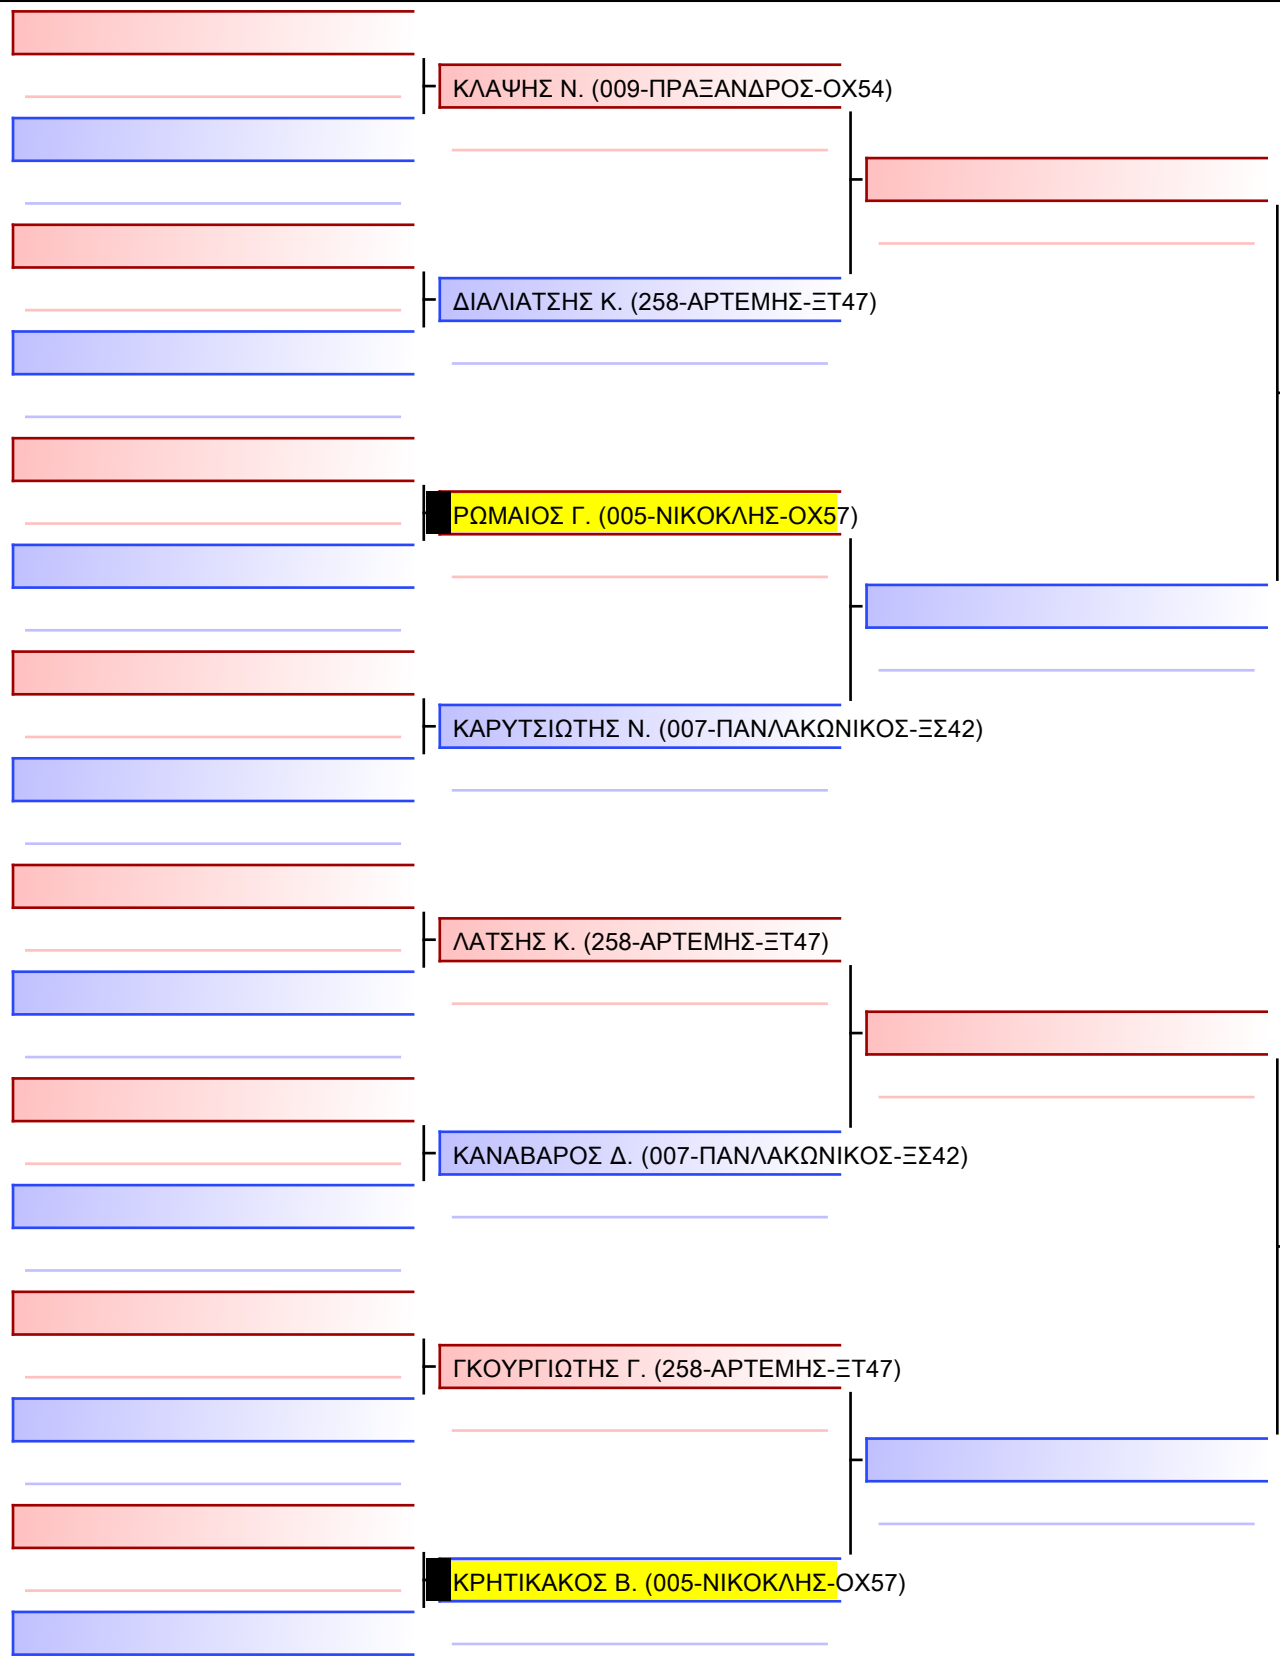 ΚΛΑΨΗΣ Ν. (009-ΠΡΑΞΑΝΔΡΟΣ-ΟΧ54)
ΔΙΑΛΙΑΤΣΗΣ Κ. (258-ΑΡΤΕΜΗΣ-ΞΤ47)
ΡΩΜΑΙΟΣ Γ. (005-ΝΙΚΟΚΛΗΣ-ΟΧ57)
ΚΑΡΥΤΣΙΩΤΗΣ Ν. (007-ΠΑΝΛΑΚΩΝΙΚΟΣ-ΞΣ42)
ΛΑΤΣΗΣ Κ. (258-ΑΡΤΕΜΗΣ-ΞΤ47)
ΚΑΝΑΒΑΡΟΣ Δ. (007-ΠΑΝΛΑΚΩΝΙΚΟΣ-ΞΣ42)
ΓΚΟΥΡΓΙΩΤΗΣ Γ. (258-ΑΡΤΕΜΗΣ-ΞΤ47)
ΚΡΗΤΙΚΑΚΟΣ Β. (005-ΝΙΚΟΚΛΗΣ-ΟΧ57)